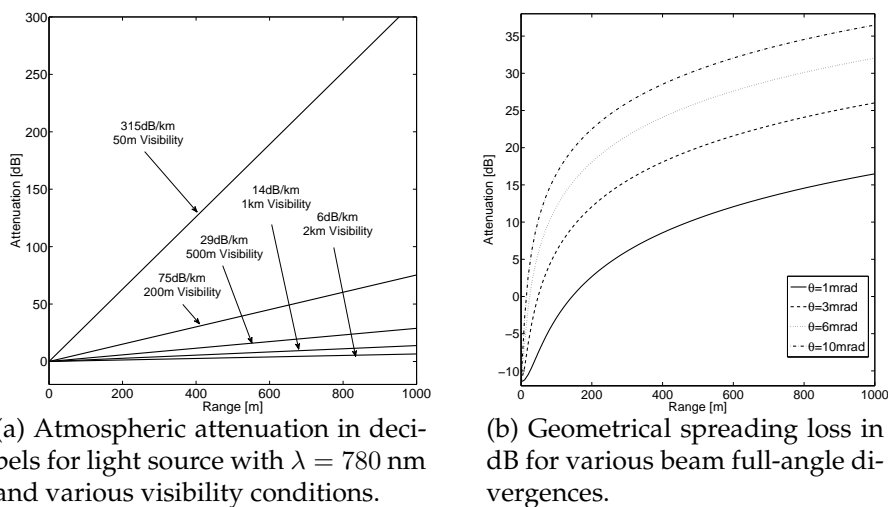 300
250
200
150
100
50
0
Attenuation [dB]
315dB/km
50m Visibility
14dB/km
1km Visibility
6dB/km
2km Visibility
29dB/km
500m Visibility
75dB/km
200m Visibility
0 200 400 600 800 1000
Range [m]
35
30
25
20
15
10
5
0
−5
−10
Attenuation [dB]
θ=1mrad
θ=3mrad
θ=6mrad
θ=10mrad
0 200 400 600 800 1000
Range [m]
(a) Atmospheric attenuation in deci-
bels for light source with λ = 780 nm
and various visibility conditions.
(b) Geometrical spreading loss in
dB for various beam full-angle di-
vergences.